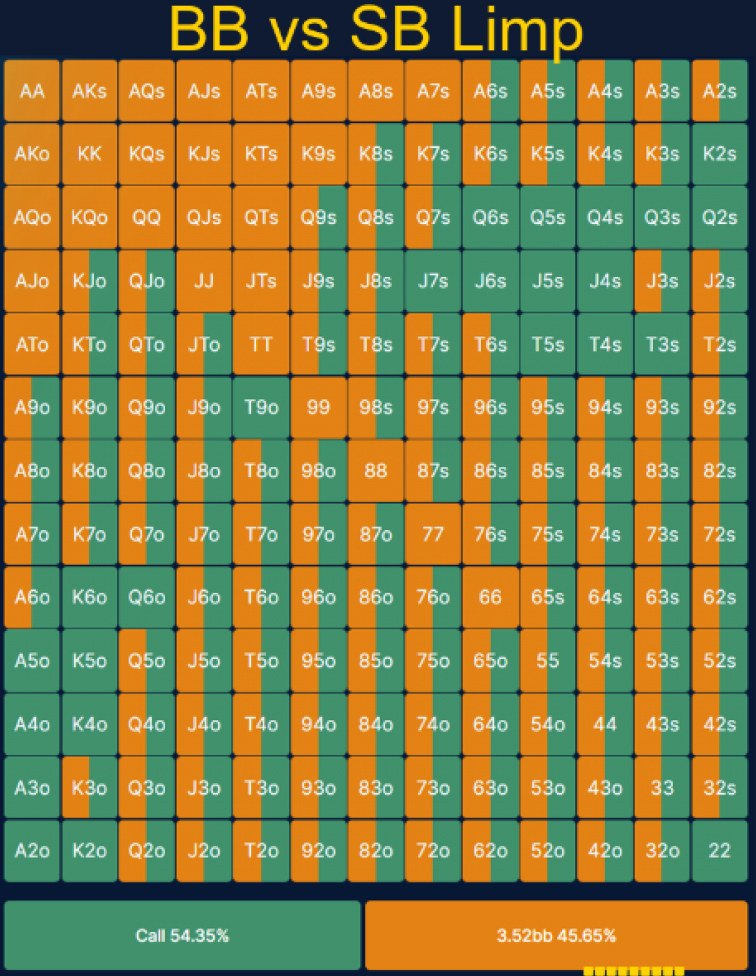 BB vs SB Limp
AA AKs AQs AJs ATs A9s A8s A7s A6s A5s A4s A3s A2s
AKo KK KQs KJs KTs K9s K8s K7s K6s K5s K4s K3s K2s
AQo KQo QQ QJs QTs Q9s Q8s Q7s Q6s Q5s Q4s Q3s Q2s
AJo KJo QJo JJ JTs J9s J8s J7s J6s J5s J4s J3s J2s
ATo KTo QTo JTo TT T9s T8s T7s T6s T5s T4s T3s T2s
A9o K9o Q9o J9o T9o 99 98s 97s 96s 95s 94s 93s 92s
A8o K8o Q8o J8o T8o 98o 88 87s 86s 85s 84s 83s 82s
A7o K7o Q7o J7o T7o 97o 87o 77 76s 75s 74s 73s 72s
A6o K6o Q6o J6o T6o 96o 86o 76o 66 65s 64s 63s 62s
A5o K5o Q5o J5o T5o 95o 85o 75o 65o 55 54s 53s 52s
A4o K4o Q4o J4o T4o 94o 84o 74o 64o 54o 44 43s 42s
A3o K3o Q3o J3o T3o 93o 83o 73o 63o 53o 43o 33 32s
A2o K2o Q2o J2o T2o 92o 82o 72o 62o 52o 42o 32o 22
Call 54.35% 3.52bb 45.65%